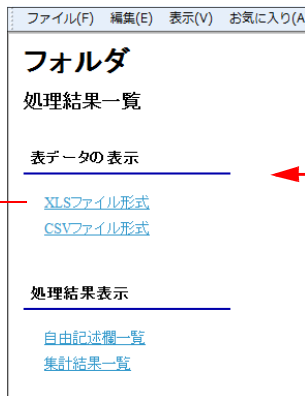 ファイル(F) 編集(E) 表示(V) お気に入り(A
フォルダ
処理結果一覧
表データの表示
XLSファイル形式
CSVファイル形式
処理結果表示
自由記述欄一覧
集計結果一覧